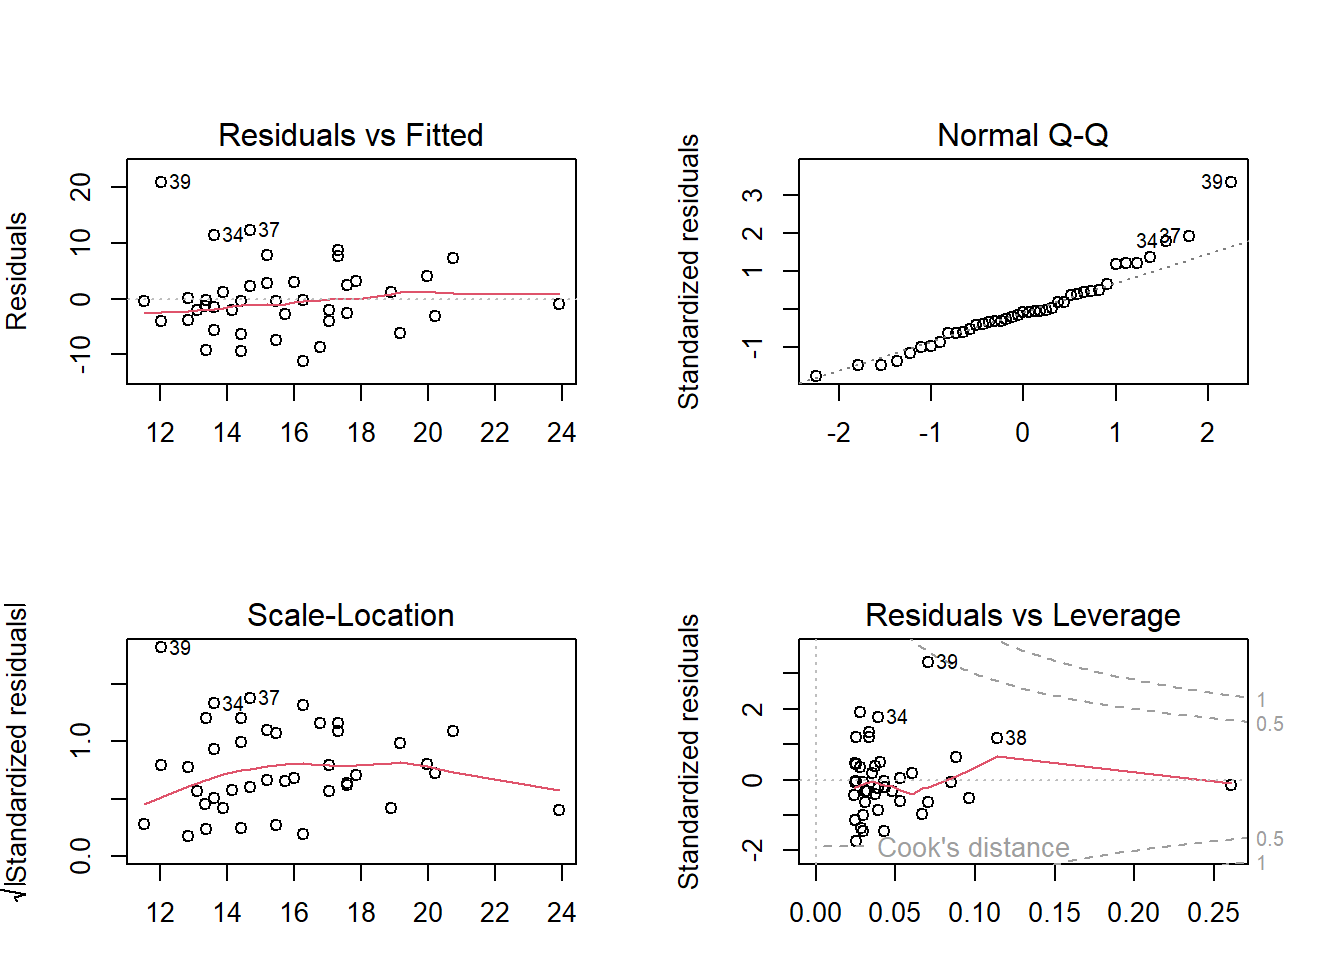 Residuals vs Fitted
Residuals
20
10
0
-10
39
34
37
12 14 16 18 20 22 24
Normal Q-Q
Standardized residuals
3
2
1
-1
39
34
37
-2 -1 0 1 2
Scale-Location
√|Standardized residuals|
1.0
0.0
39
34
37
12 14 16 18 20 22 24
Residuals vs Leverage
Standardized residuals
2
0
-2
39
34
38
1
0.5
0.5
1
Cook's distance
0.00 0.05 0.10 0.15 0.20 0.25